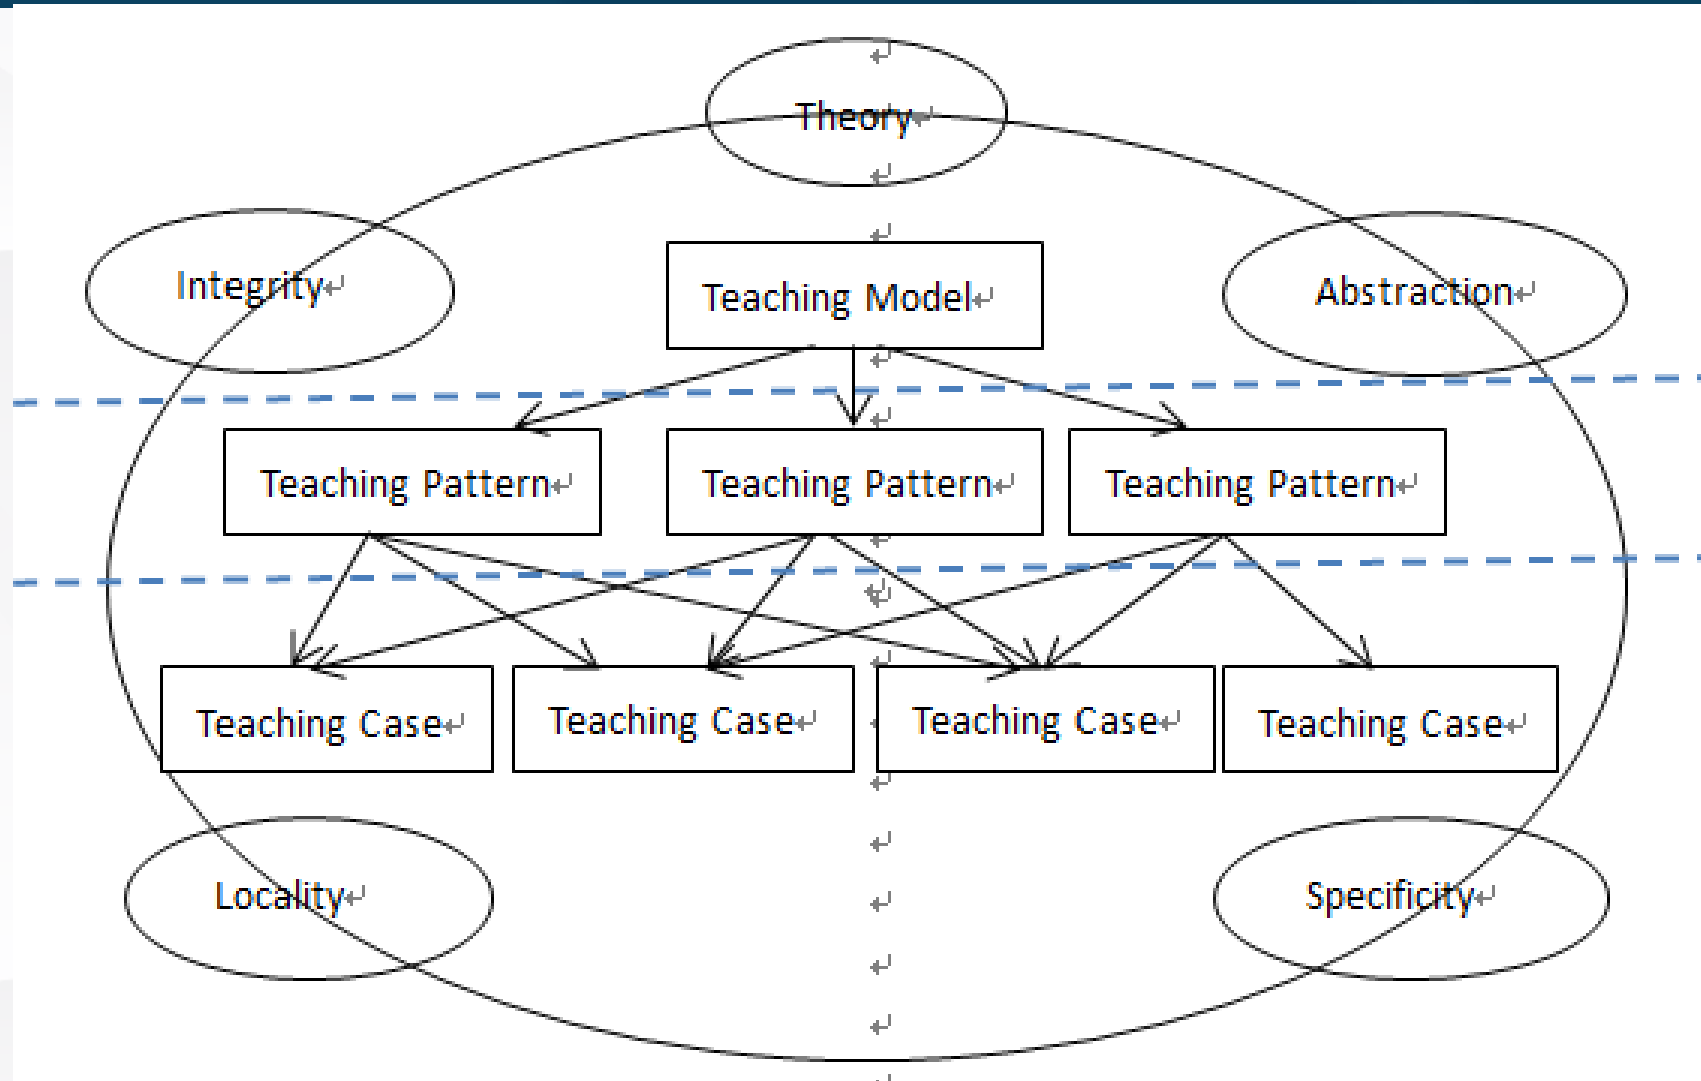 Theory
Integrity
Abstraction
Teaching Model
Teaching Pattern
Teaching Pattern
Teaching Pattern
Teaching Case
Teaching Case
Teaching Case
Teaching Case
Locality
Specificity